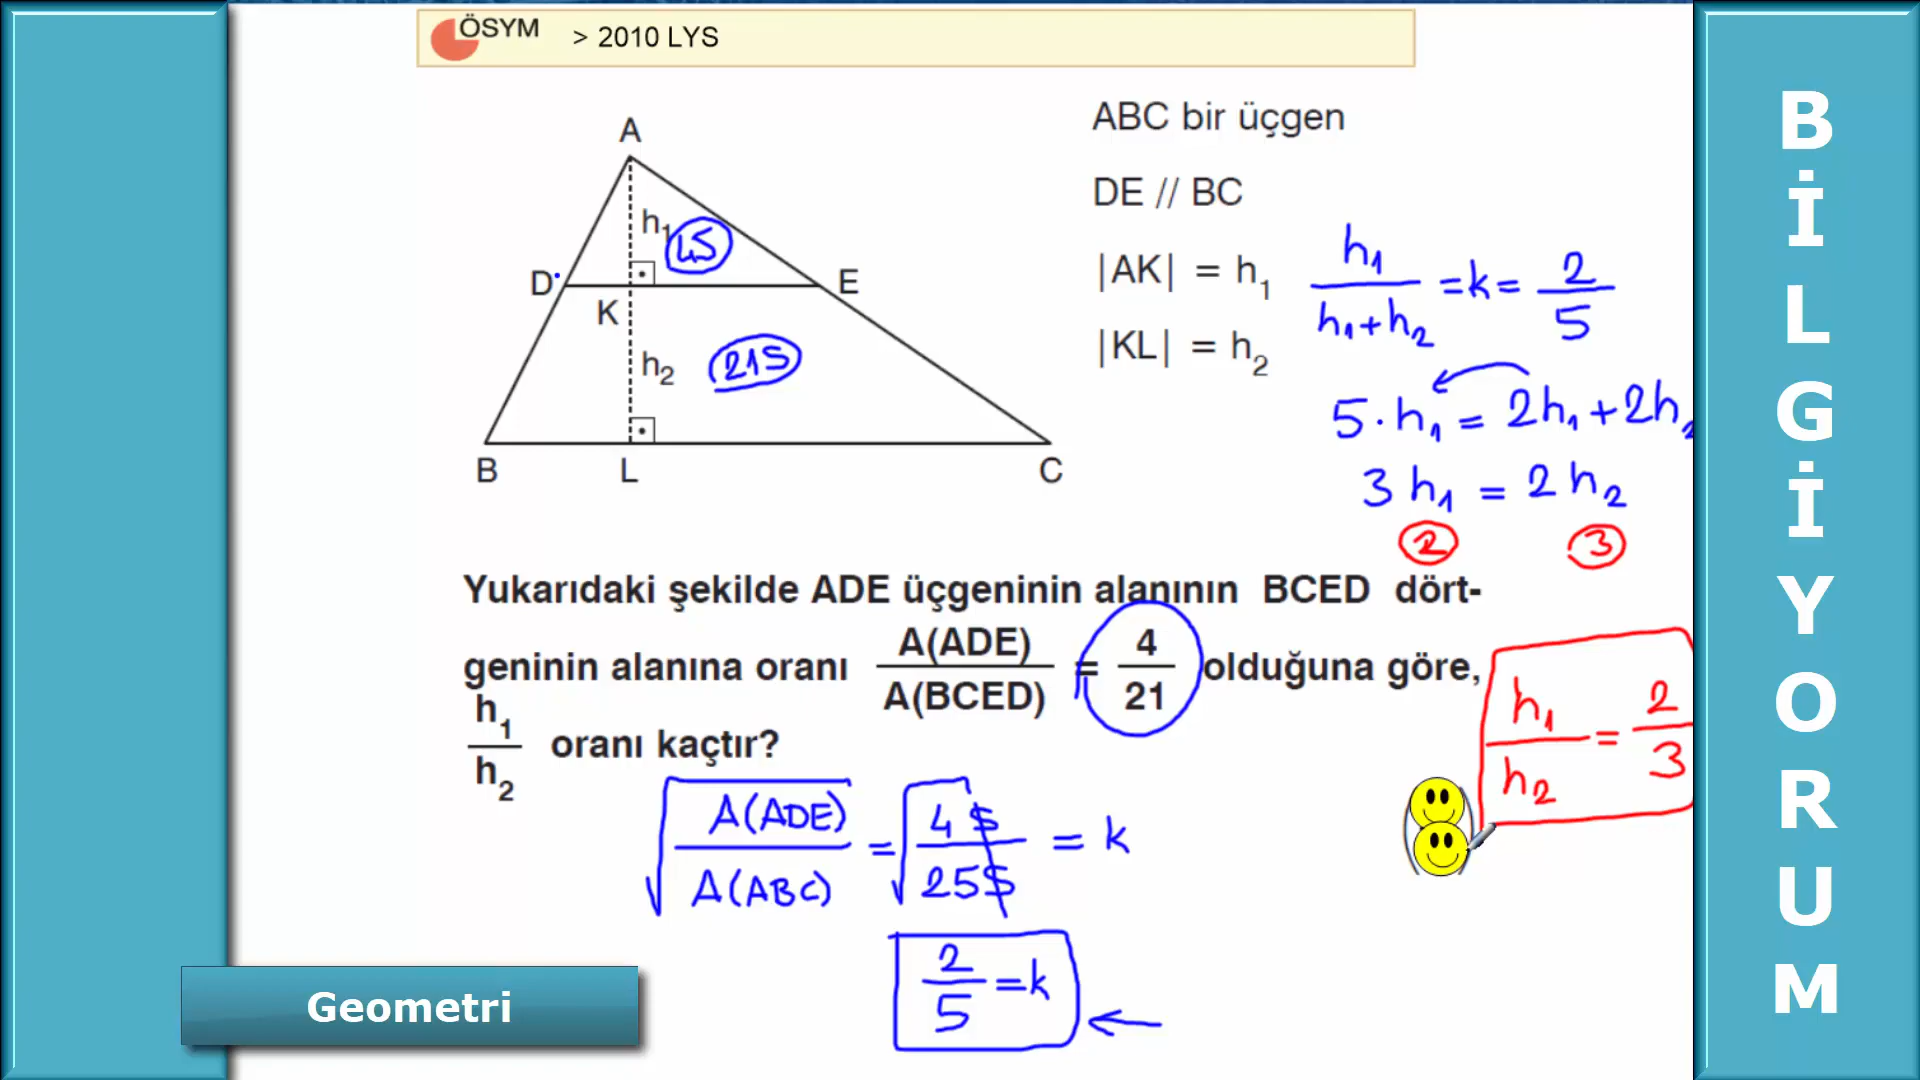 ÖSYM > 2010 LYS
A
h1
4S
D
E
K
h2
21S
B
L
C
ABC bir üçgen
DE // BC
|AK| = h1
|KL| = h2
h1
h1+h2
=k=
2
5
5·h1 = 2h1+2h2
3h1 = 2h2
2
3
Yukarıdaki şekilde ADE üçgeninin alanının BCED dört-
geninin alanına oranı A(ADE)/A(BCED) = 4/21 olduğuna göre,
h1/h2 oranı kaçtır?
h1/h2 = 2/3
√A(ADE)/A(ABC) = √4S/25S = k
2/5 = k
Geometri
BİLGİYORUM